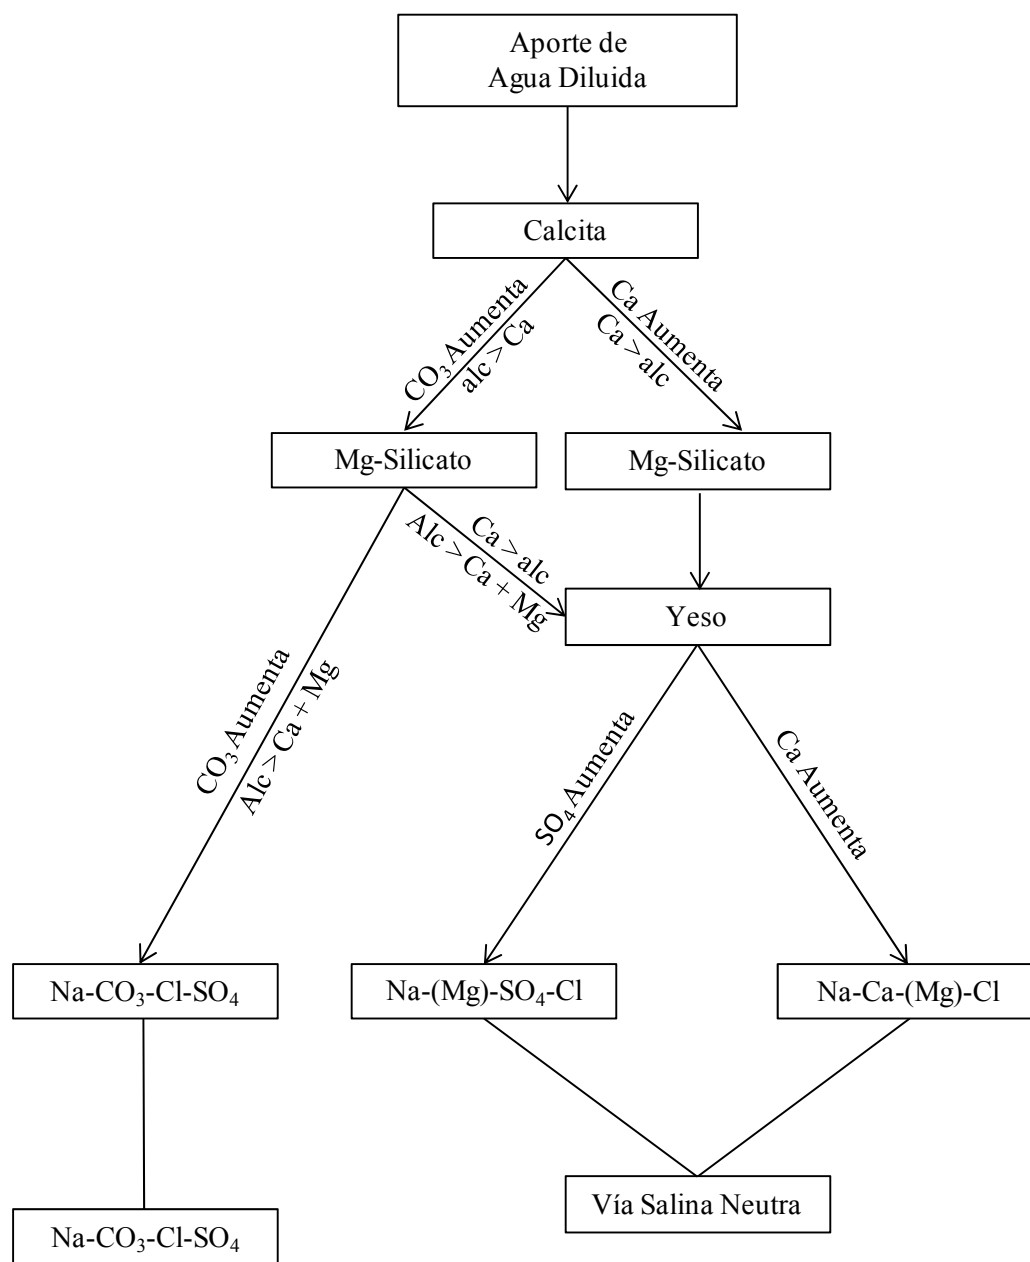 Aporte de
Agua Diluida
Calcita
CO₃ Aumenta
alc > Ca
Ca Aumenta
Ca > alc
Mg-Silicato
Mg-Silicato
Ca > alc
Alc > Ca + Mg
Yeso
CO₃ Aumenta
Alc > Ca + Mg
SO₄ Aumenta
Ca Aumenta
Na-CO₃-Cl-SO₄
Na-(Mg)-SO₄-Cl
Na-Ca-(Mg)-Cl
Vía Salina Neutra
Na-CO₃-Cl-SO₄